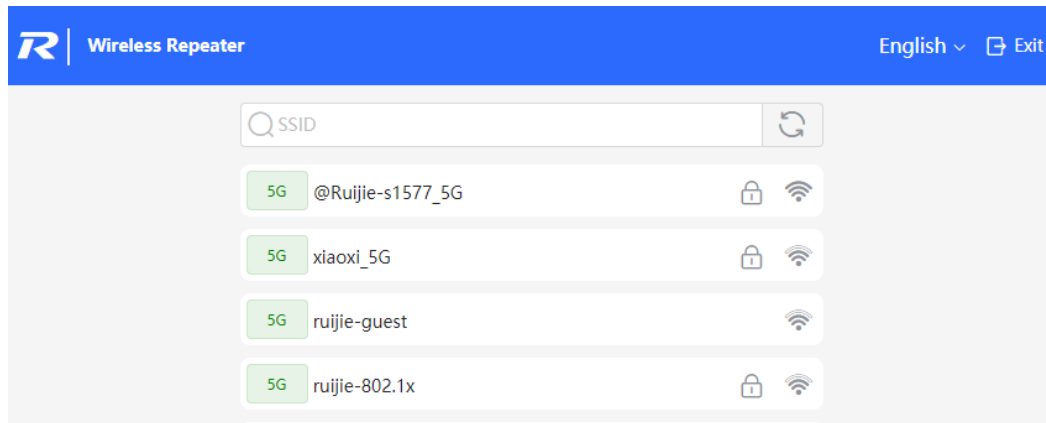 R Wireless Repeater English Exit
SSID
5G @Ruijie-s1577_5G
5G xiaoxi_5G
5G ruijie-guest
5G ruijie-802.1x